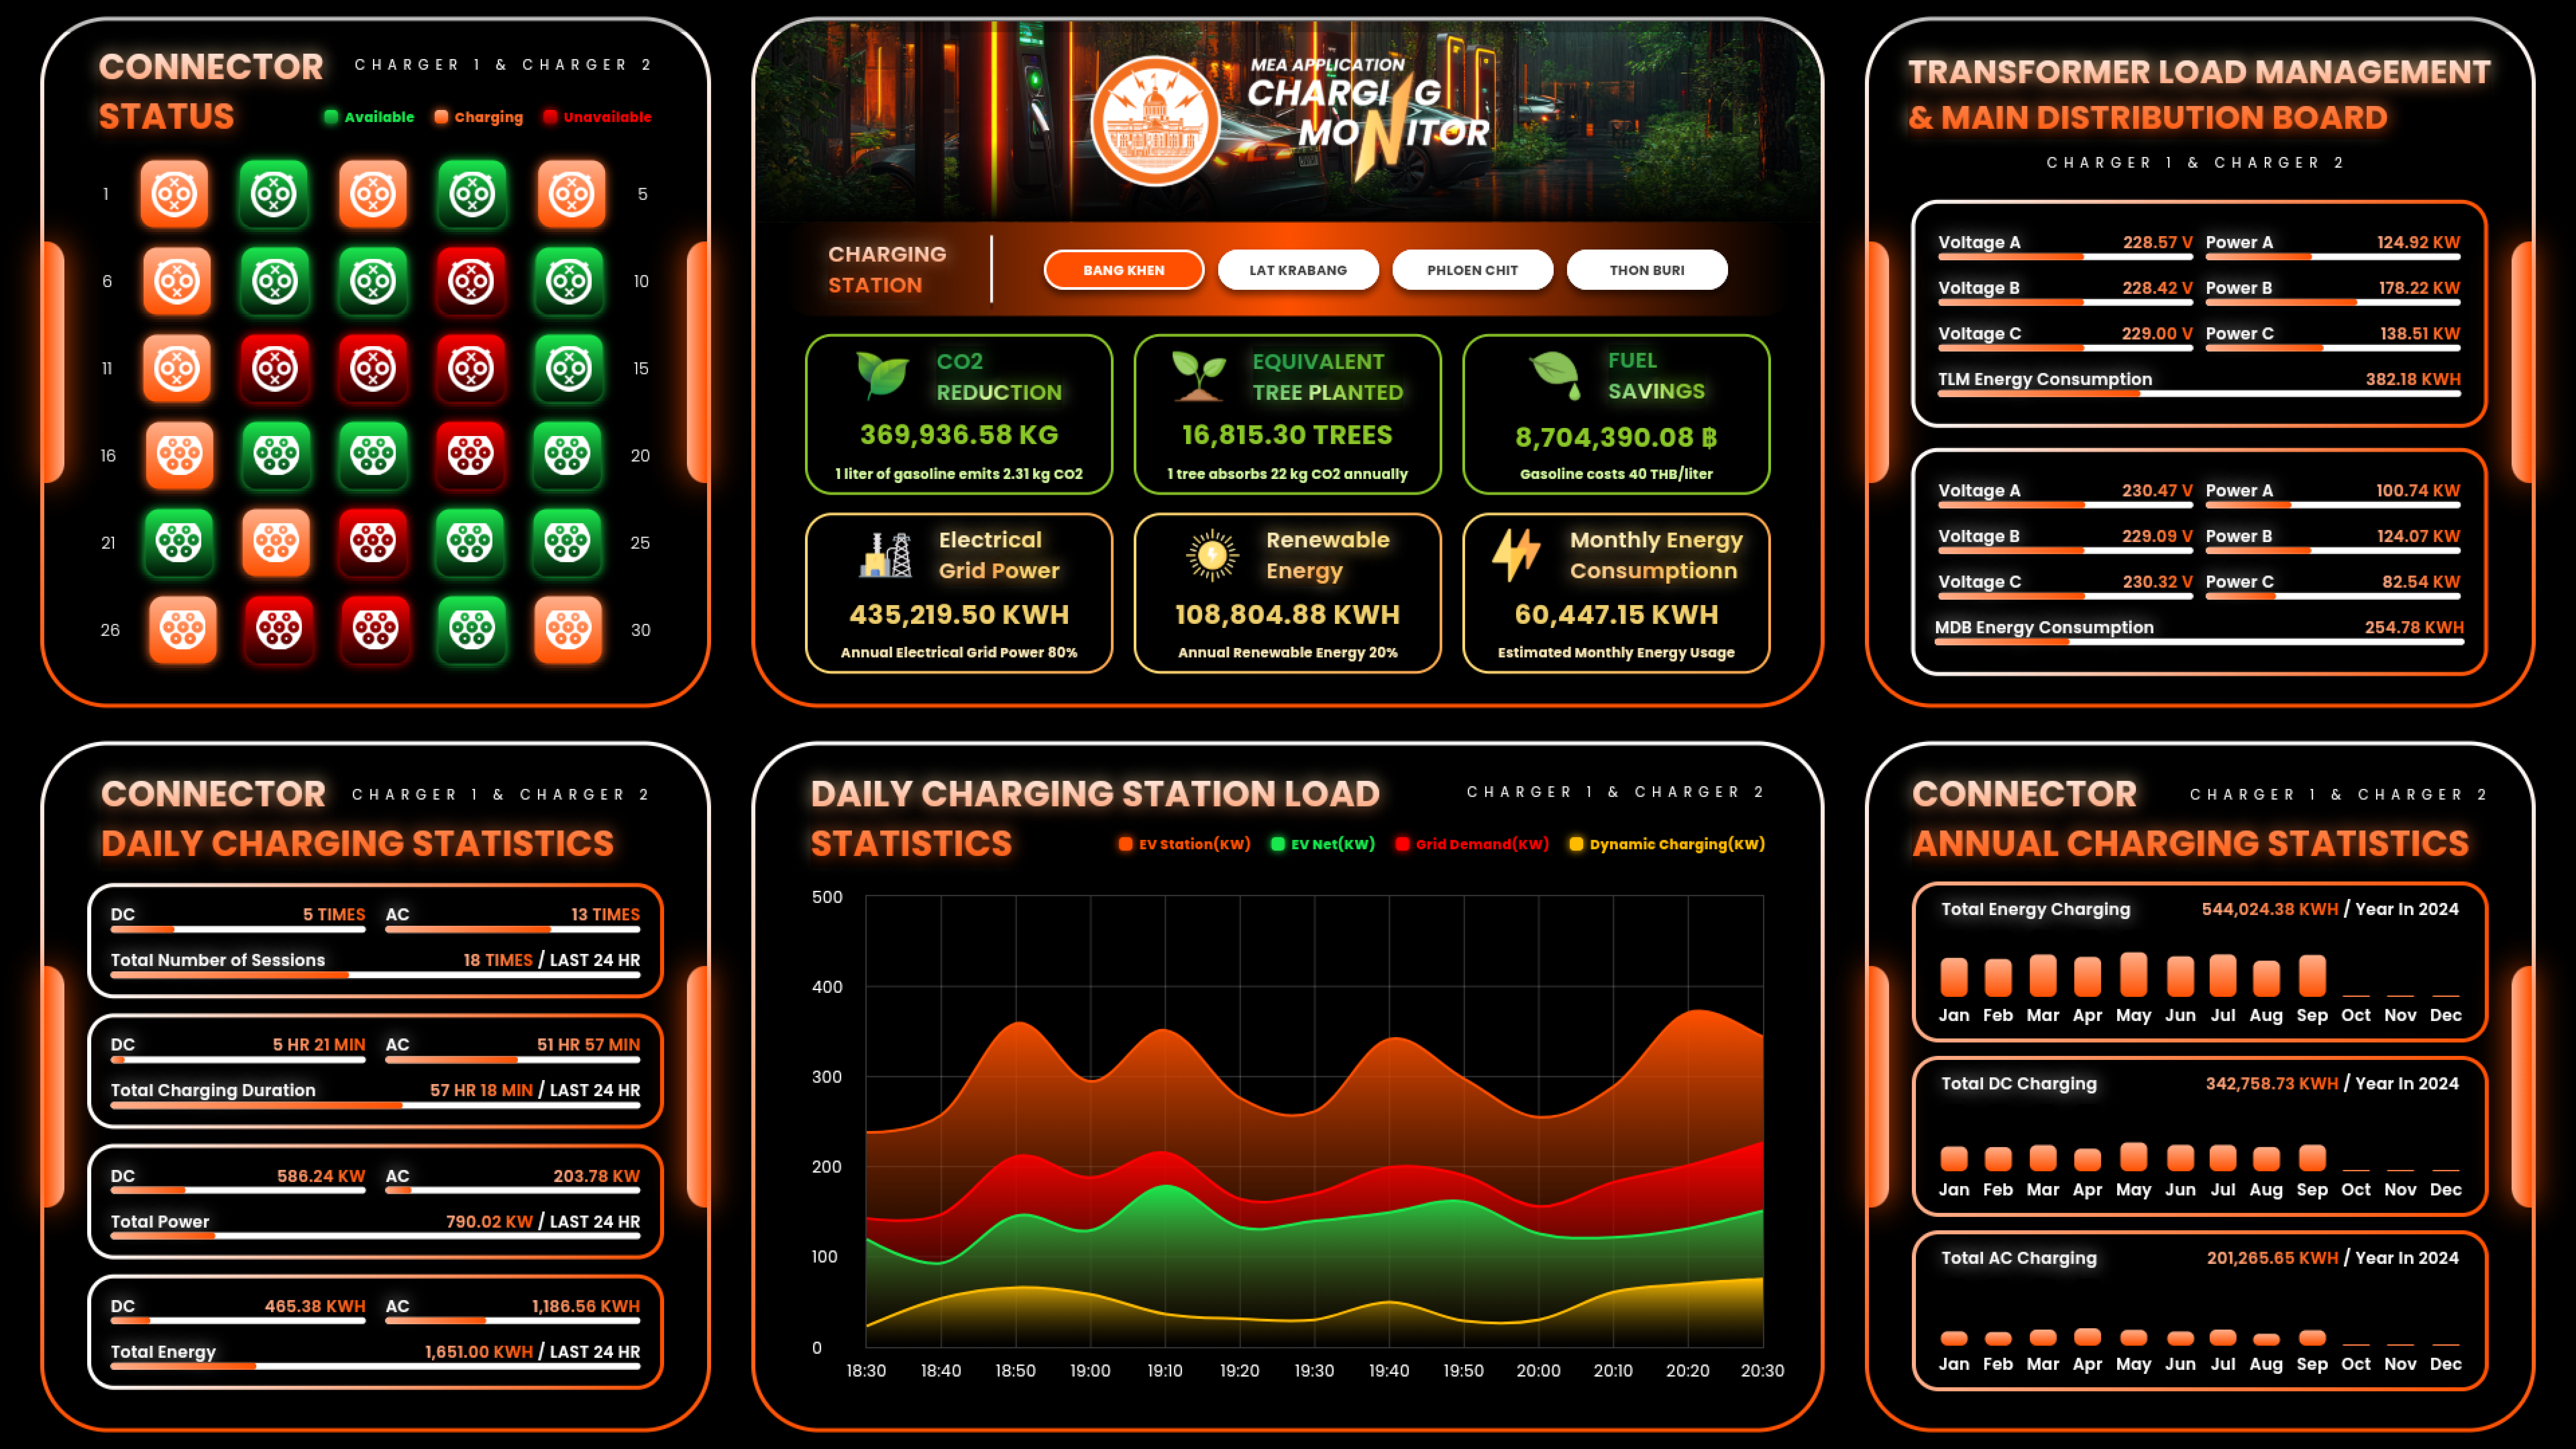 CONNECTOR
STATUS
CHARGER 1 & CHARGER 2
Available Charging Unavailable
1 5
6 10
11 15
16 20
21 25
26 30
MEA APPLICATION
CHARGING
MONITOR
CHARGING
STATION
BANG KHEN LAT KRABANG PHLOEN CHIT THON BURI
CO2
REDUCTION
369,936.58 KG
1 liter of gasoline emits 2.31 kg CO2
EQUIVALENT
TREE PLANTED
16,815.30 TREES
1 tree absorbs 22 kg CO2 annually
FUEL
SAVINGS
8,704,390.08 ฿
Gasoline costs 40 THB/liter
Electrical
Grid Power
435,219.50 KWH
Annual Electrical Grid Power 80%
Renewable
Energy
108,804.88 KWH
Annual Renewable Energy 20%
Monthly Energy
Consumptionn
60,447.15 KWH
Estimated Monthly Energy Usage
TRANSFORMER LOAD MANAGEMENT
& MAIN DISTRIBUTION BOARD
CHARGER 1 & CHARGER 2
Voltage A 228.57 V Power A 124.92 KW
Voltage B 228.42 V Power B 178.22 KW
Voltage C 229.00 V Power C 138.51 KW
TLM Energy Consumption 382.18 KWH
Voltage A 230.47 V Power A 100.74 KW
Voltage B 229.09 V Power B 124.07 KW
Voltage C 230.32 V Power C 82.54 KW
MDB Energy Consumption 254.78 KWH
CONNECTOR
DAILY CHARGING STATISTICS
CHARGER 1 & CHARGER 2
DC 5 TIMES AC 13 TIMES
Total Number of Sessions 18 TIMES / LAST 24 HR
DC 5 HR 21 MIN AC 51 HR 57 MIN
Total Charging Duration 57 HR 18 MIN / LAST 24 HR
DC 586.24 KW AC 203.78 KW
Total Power 790.02 KW / LAST 24 HR
DC 465.38 KWH AC 1,186.56 KWH
Total Energy 1,651.00 KWH / LAST 24 HR
DAILY CHARGING STATION LOAD
STATISTICS
CHARGER 1 & CHARGER 2
EV Station(KW) EV Net(KW) Grid Demand(KW) Dynamic Charging(KW)
500
400
300
200
100
0
18:30 18:40 18:50 19:00 19:10 19:20 19:30 19:40 19:50 20:00 20:10 20:20 20:30
CONNECTOR
ANNUAL CHARGING STATISTICS
CHARGER 1 & CHARGER 2
Total Energy Charging 544,024.38 KWH / Year In 2024
Jan Feb Mar Apr May Jun Jul Aug Sep Oct Nov Dec
Total DC Charging 342,758.73 KWH / Year In 2024
Jan Feb Mar Apr May Jun Jul Aug Sep Oct Nov Dec
Total AC Charging 201,265.65 KWH / Year In 2024
Jan Feb Mar Apr May Jun Jul Aug Sep Oct Nov Dec